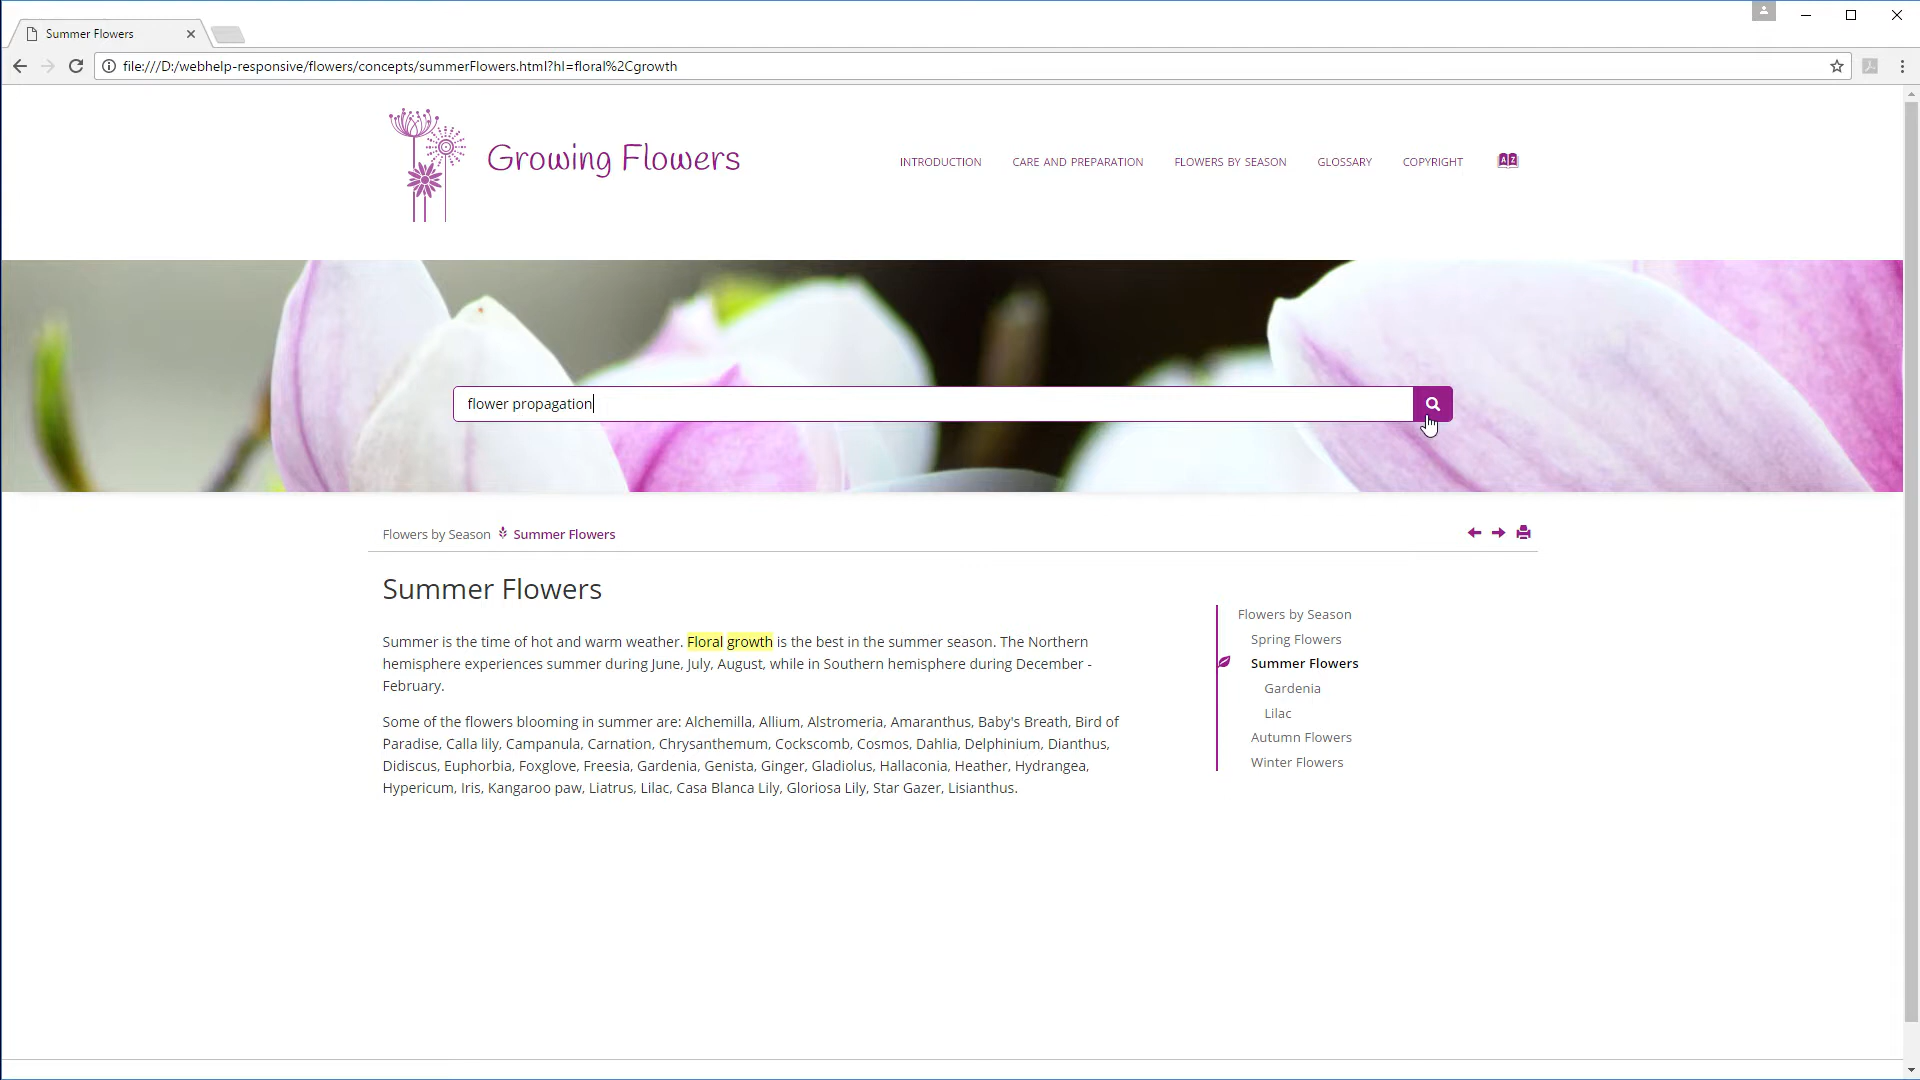 Summer Flowers
file:///D:/webhelp-responsive/flowers/concepts/summerFlowers.html?hl=floral%2Cgrowth
Growing Flowers
INTRODUCTION
CARE AND PREPARATION
FLOWERS BY SEASON
GLOSSARY
COPYRIGHT
A Z
flower propagation
Flowers by Season Summer Flowers
Summer Flowers
Summer is the time of hot and warm weather. Floral growth is the best in the summer season. The Northern
hemisphere experiences summer during June, July, August, while in Southern hemisphere during December -
February.
Some of the flowers blooming in summer are: Alchemilla, Allium, Alstromeria, Amaranthus, Baby's Breath, Bird of
Paradise, Calla lily, Campanula, Carnation, Chrysanthemum, Cockscomb, Cosmos, Dahlia, Delphinium, Dianthus,
Didiscus, Euphorbia, Foxglove, Freesia, Gardenia, Genista, Ginger, Gladiolus, Hallaconia, Heather, Hydrangea,
Hypericum, Iris, Kangaroo paw, Liatrus, Lilac, Casa Blanca Lily, Gloriosa Lily, Star Gazer, Lisianthus.
Flowers by Season
Spring Flowers
Summer Flowers
Gardenia
Lilac
Autumn Flowers
Winter Flowers